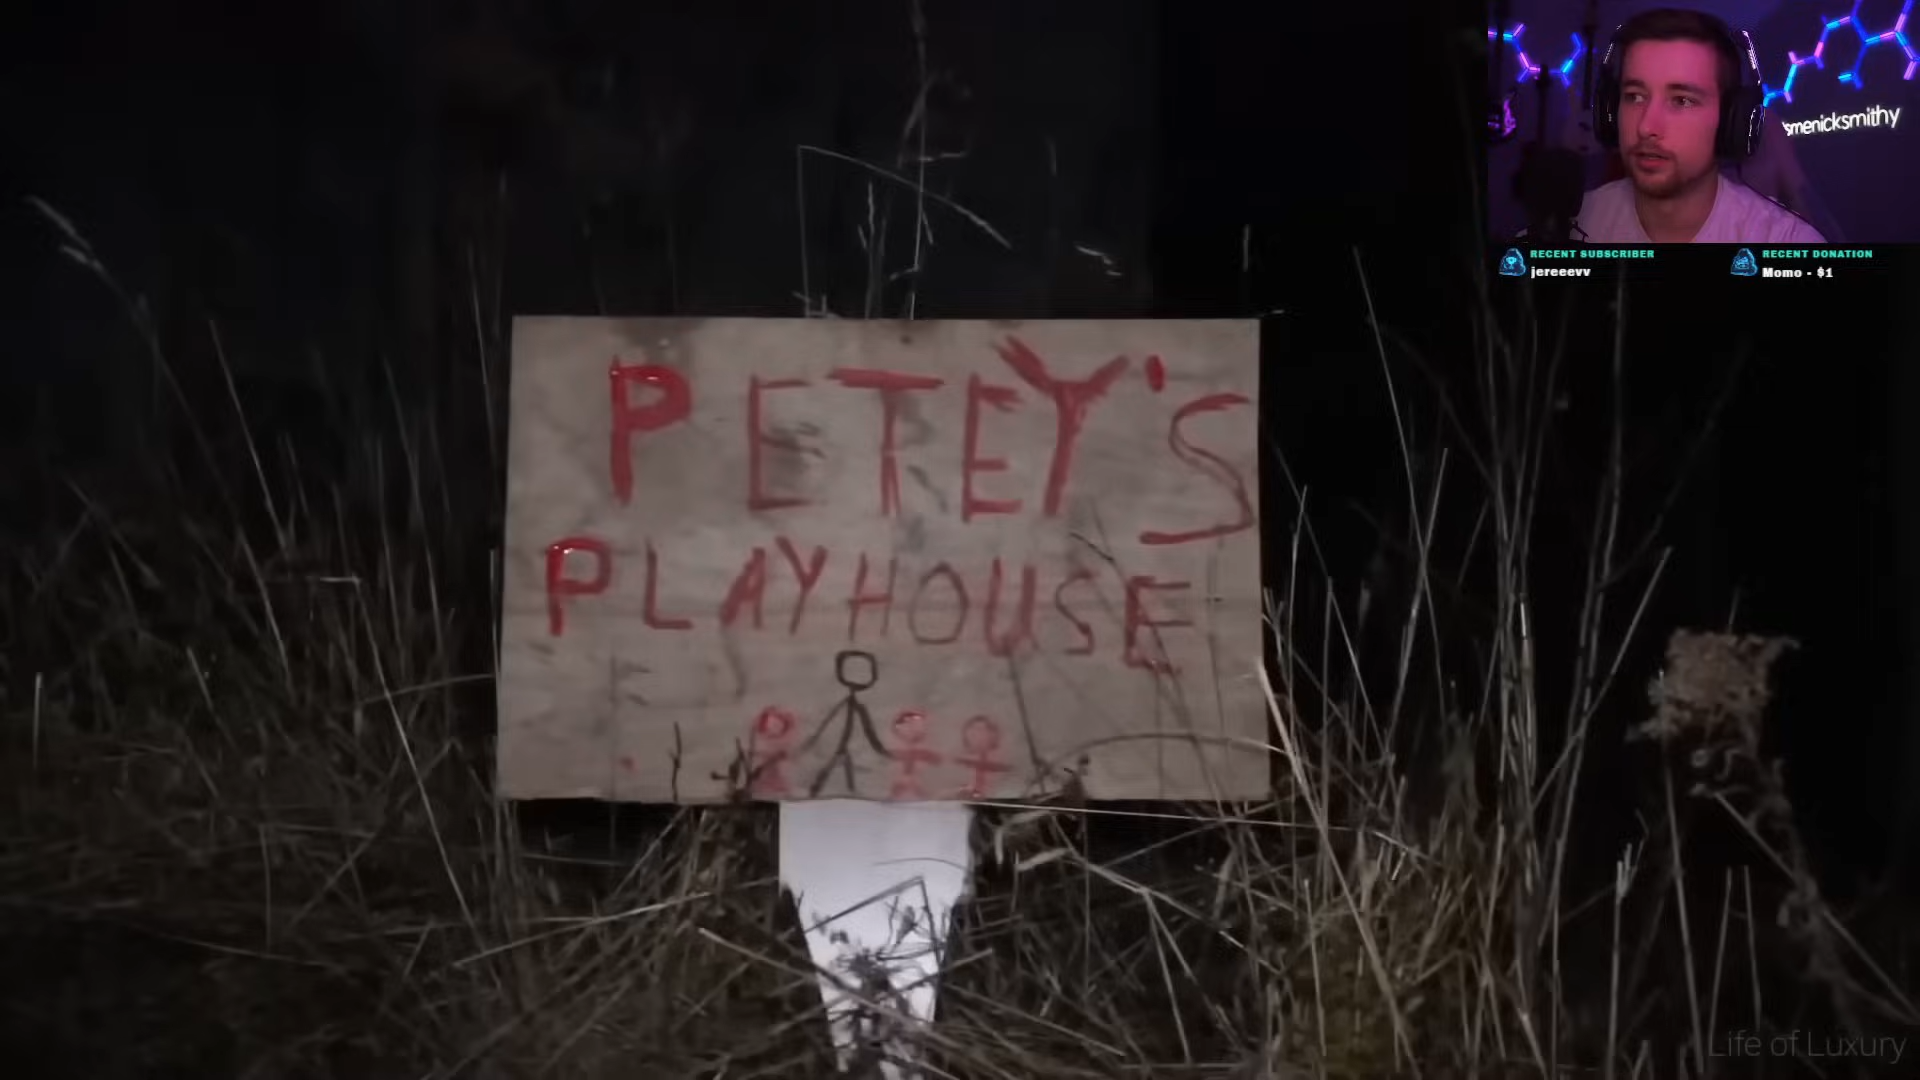 smenicksmithy
RECENT SUBSCRIBER
jereeevv
RECENT DONATION
Momo - $1
PETEY'S
PLAYHOUSE
Life of Luxury